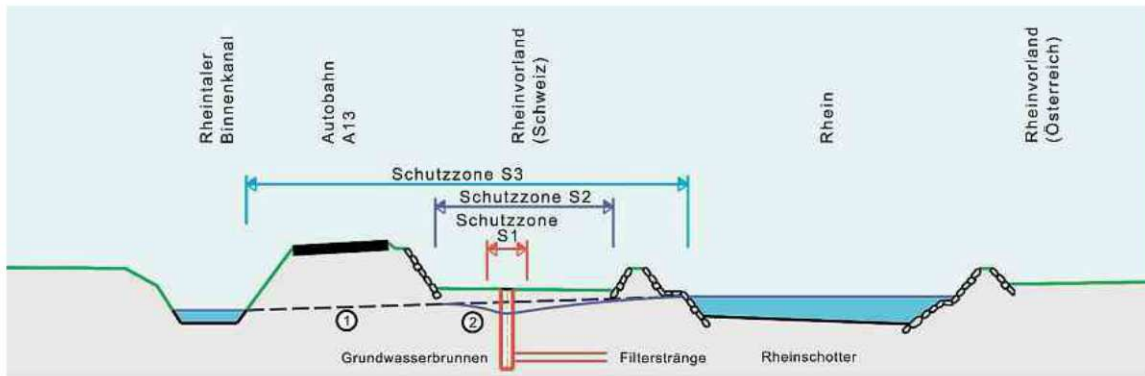 Rheintaler
Binnenkanal
Autobahn
A13
Rheinvorland
(Schweiz)
Rhein
Rheinvorland
(Österreich)
Schutzzone S3
Schutzzone S2
Schutzzone
S1
1
2
Grundwasserbrunnen
Filterstränge
Rheinschotter